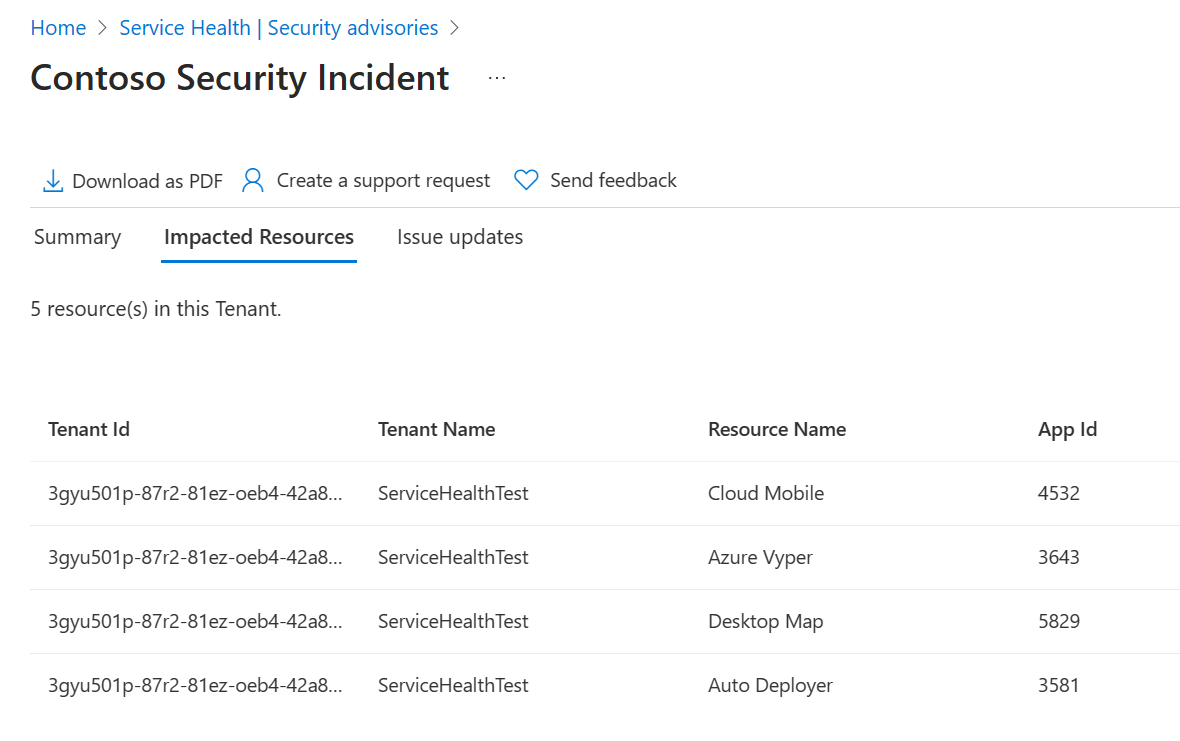 Home > Service Health | Security advisories >
Contoso Security Incident ...
Download as PDF Create a support request Send feedback
Summary Impacted Resources Issue updates
5 resource(s) in this Tenant.
Tenant Id Tenant Name Resource Name App Id
3gyu501p-87r2-81ez-oeb4-42a8... ServiceHealthTest Cloud Mobile 4532
3gyu501p-87r2-81ez-oeb4-42a8... ServiceHealthTest Azure Vyper 3643
3gyu501p-87r2-81ez-oeb4-42a8... ServiceHealthTest Desktop Map 5829
3gyu501p-87r2-81ez-oeb4-42a8... ServiceHealthTest Auto Deployer 3581